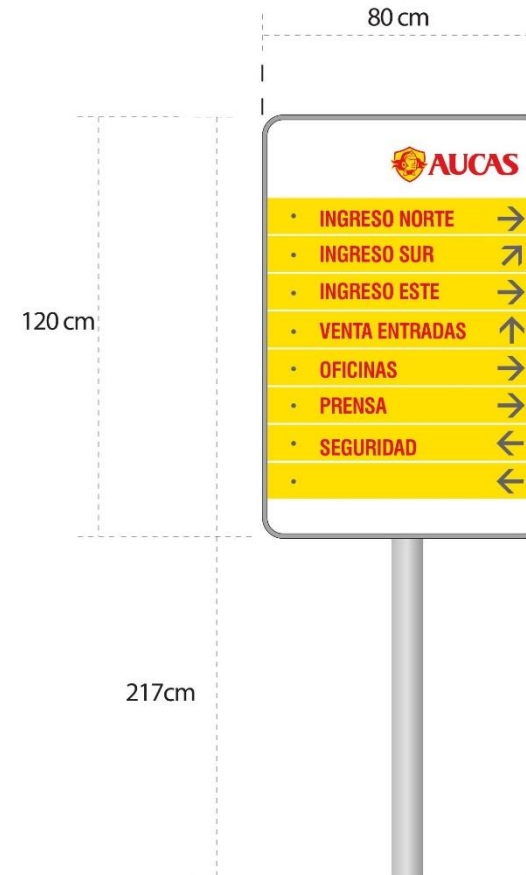 80 cm
AUCAS
INGRESO NORTE
INGRESO SUR
INGRESO ESTE
120 cm
VENTA ENTRADAS
OFICINAS
PRENSA
SEGURIDAD
217cm